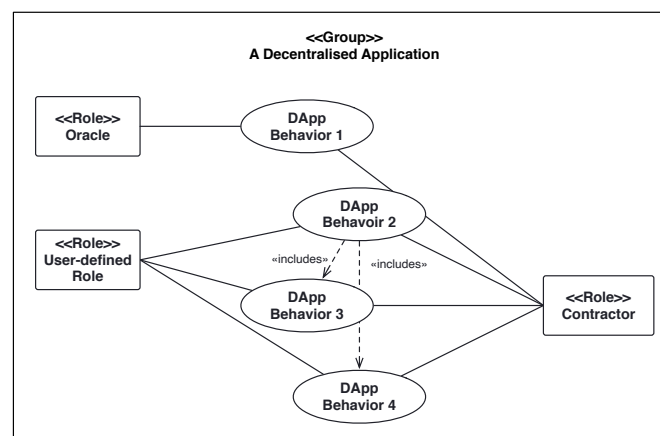 <<Group>>
A Decentralised Application
<<Role>>
Oracle
DApp
Behavior 1
DApp
Behavoir 2
<<Role>>
User-defined
Role
«includes»
«includes»
DApp
Behavior 3
<<Role>>
Contractor
DApp
Behavior 4